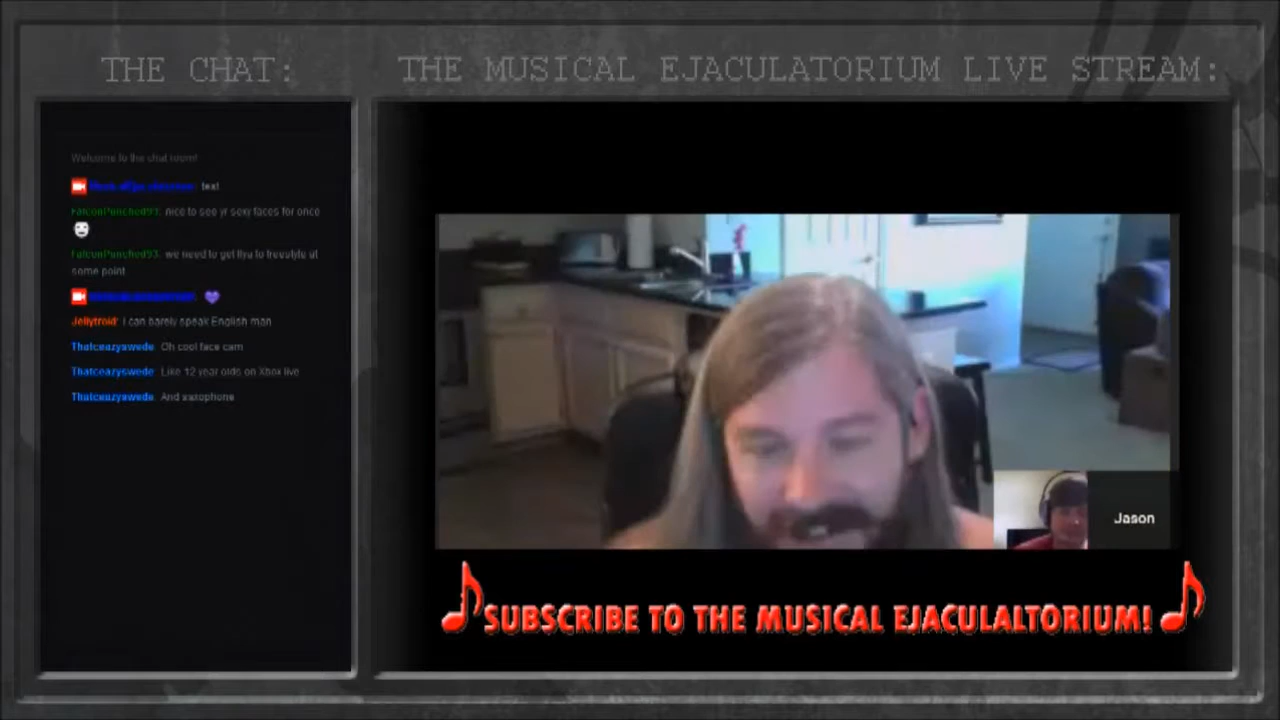 THE CHAT:
THE MUSICAL EJACULATORIUM LIVE STREAM:
Welcome to the chat room!
text
FalconPunched93: nice to see yr sexy faces for once
FalconPunched93: we need to get Ilya to freestyle at
some point
Jellytroid: I can barely speak English man
Thatceazyswede: Oh cool face cam
Thatceazyswede: Like 12 year olds on Xbox live
Thatceazyswede: And saxophone
Jason
SUBSCRIBE TO THE MUSICAL EJACULALTORIUM!